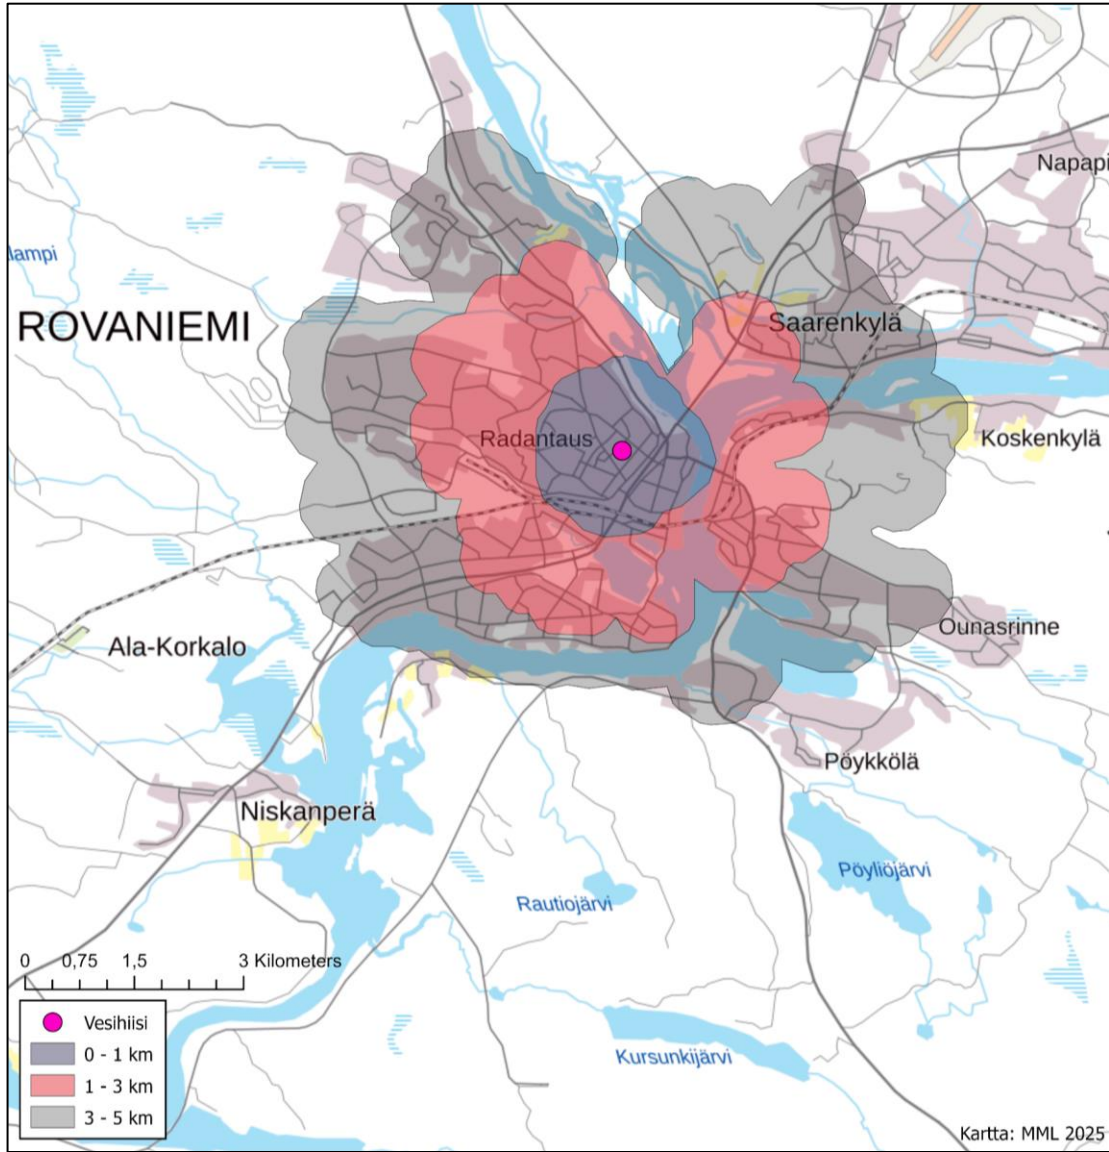 Napapi
lampi
ROVANIEMI
Saarenkylä
Radantaus
Koskenkylä
Ounasrinne
Ala-Korkalo
Pöykkölä
Niskanperä
Pöyliöjärvi
Rautiojärvi
0 0,75 1,5 3 Kilometers
Vesihiisi
0 - 1 km
1 - 3 km
3 - 5 km
Kursunkijärvi
Kartta: MML 2025